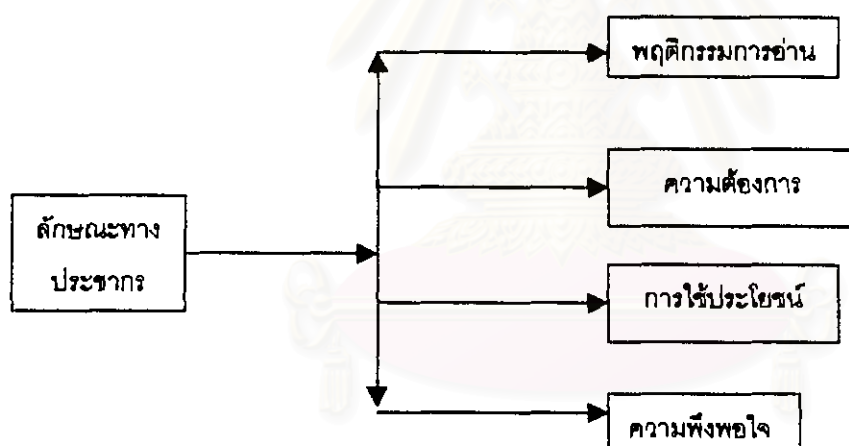 พฤติกรรมการอ่าน
ความต้องการ
ลักษณะทาง
ประชากร
การใช้ประโยชน์
ความพึงพอใจ